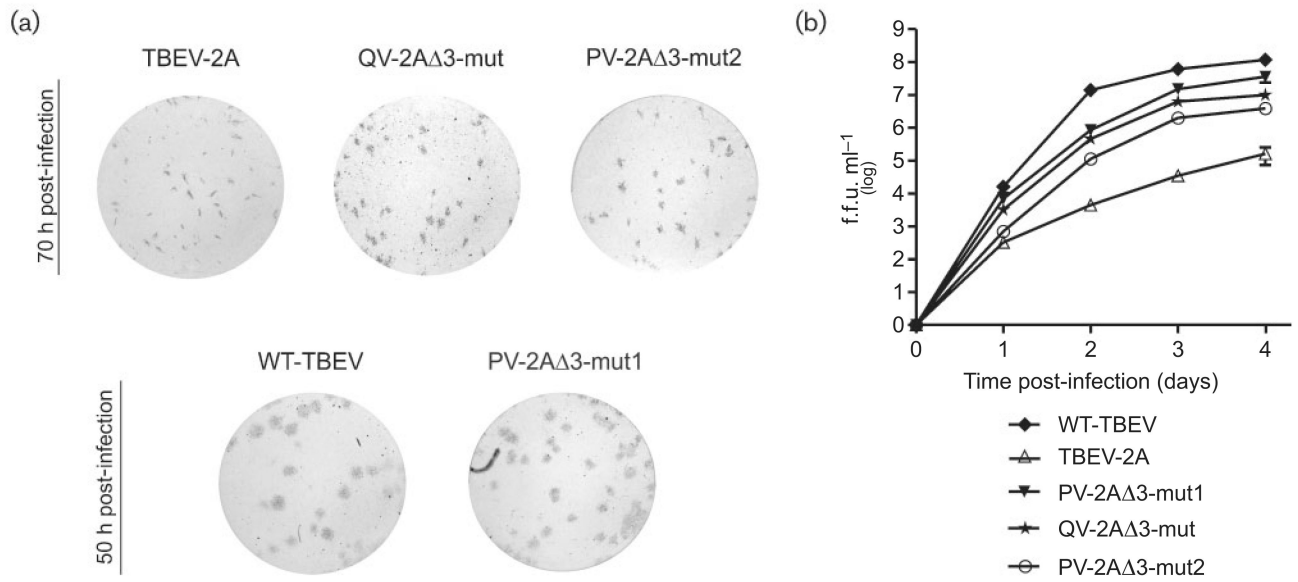 (a)
TBEV-2A QV-2AΔ3-mut PV-2AΔ3-mut2
70 h post-infection
WT-TBEV PV-2AΔ3-mut1
50 h post-infection
(b)
9
8
7
6
5
4
3
2
1
0
f.f.u. ml⁻¹
(log)
0 1 2 3 4
Time post-infection (days)
WT-TBEV
TBEV-2A
PV-2AΔ3-mut1
QV-2AΔ3-mut
PV-2AΔ3-mut2